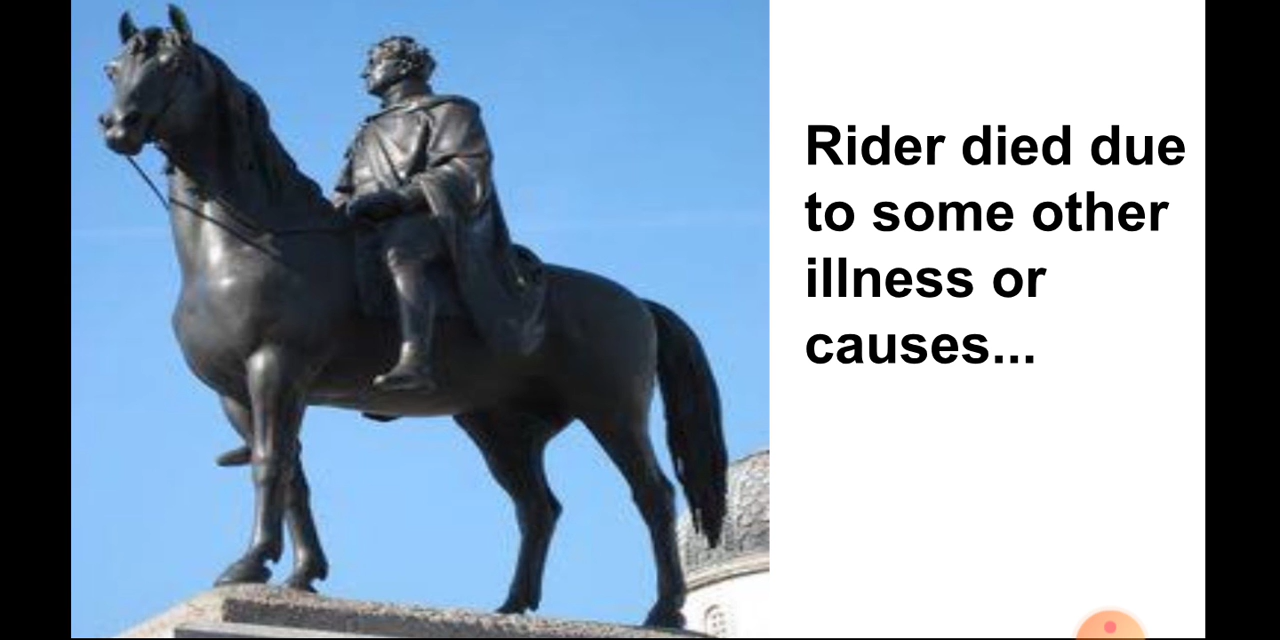 Rider died due
to some other
illness or
causes...